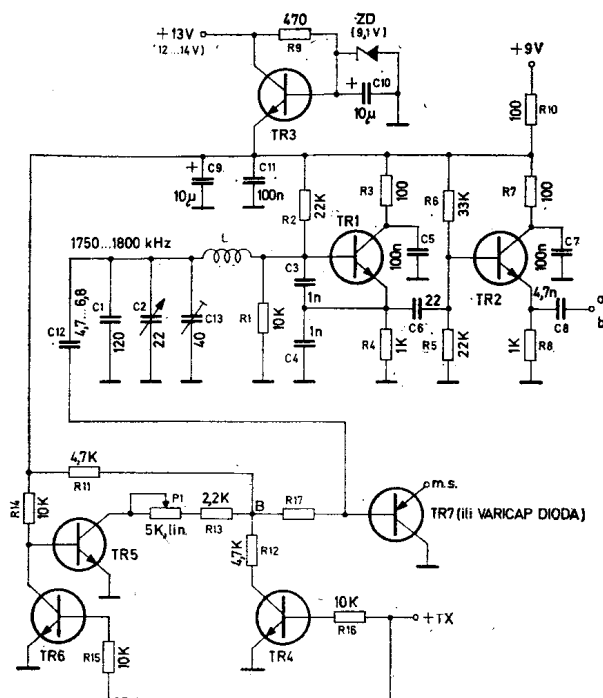 +13V
(12...14V)
470
R9
ZD
(9,1V)
+
C10
10µ
TR3
+9V
100
R10
+
C9
10µ
C11
100n
R2
22K
R3
100
TR1
C5
100n
R6
33K
R7
100
C7
100n
TR2
4,7n
C8
a
b
1750...1800 kHz
L
C12
4,7...6,8
C1
120
C2
22
C13
40
R1
10K
C3
1n
1n
C4
22
C6
R4
1K
R5
22K
1K
R8
4,7K
R11
R14
10K
P1
5K,lin.
2,2K
R13
B
R17
m.s.
TR7(ili VARICAP DIODA)
TR5
4,7K
R12
TR6
R15
10K
TR4
10K
R16
+TX